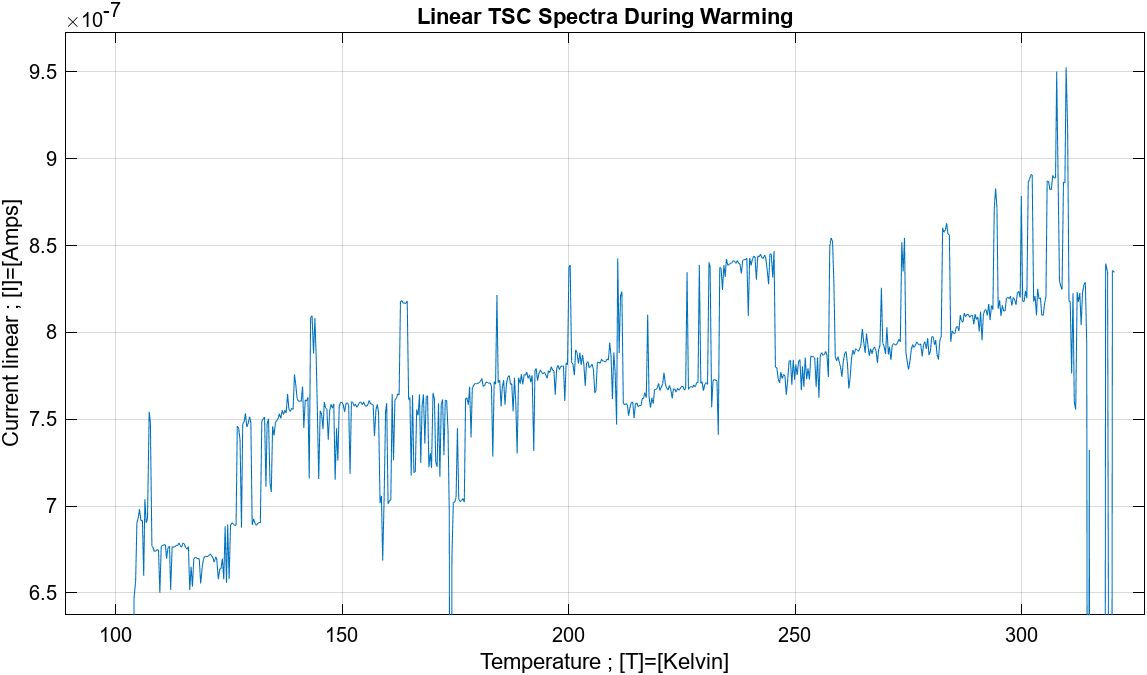 Linear TSC Spectra During Warming
×10-7
9.5
9
8.5
8
7.5
7
6.5
Current linear ; [I]=[Amps]
100 150 200 250 300
Temperature ; [T]=[Kelvin]